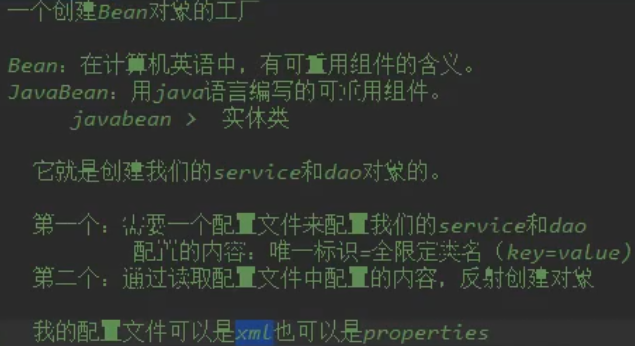 一个创建Bean对象的工厂
Bean：在计算机英语中，有可重用组件的含义。
JavaBean：用java语言编写的可重用组件。
javabean > 实体类
它就是创建我们的service和dao对象的。
第一个：需要一个配置文件来配置我们的service和dao
配置的内容：唯一标识=全限定类名（key=value)
第二个：通过读取配置文件中配置的内容，反射创建对象
我的配置文件可以是xml也可以是properties